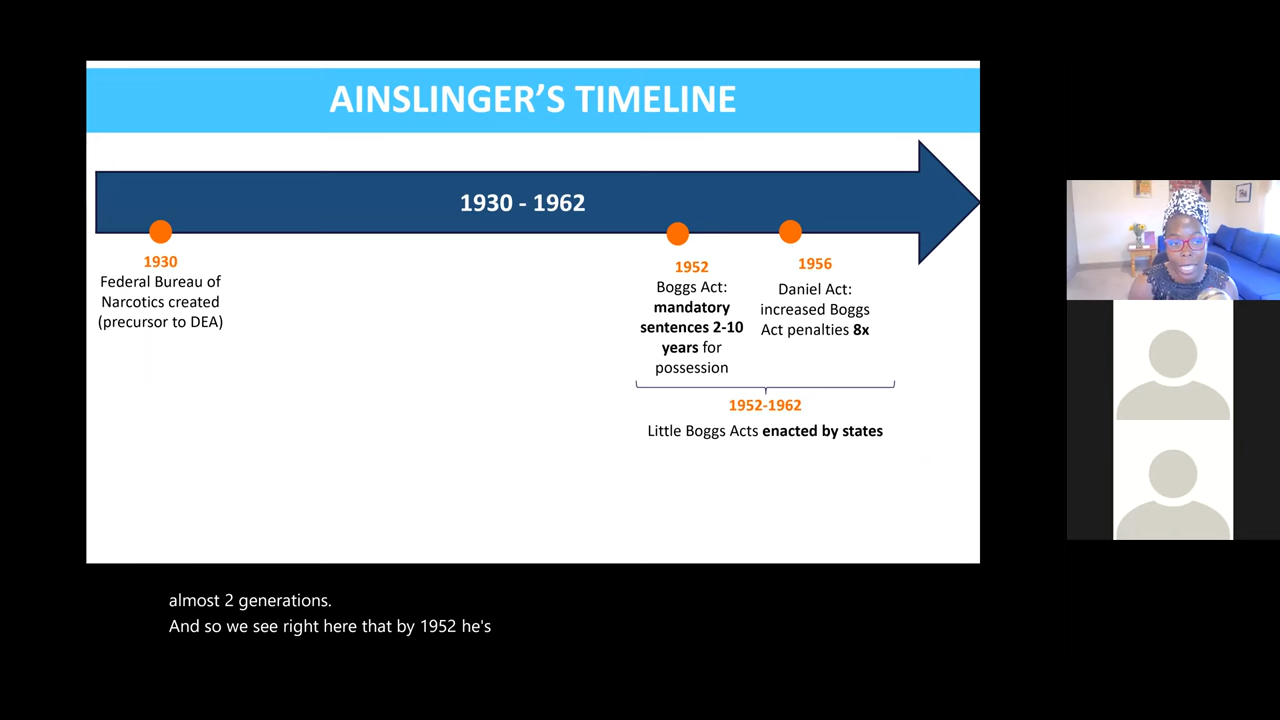 AINSLINGER’S TIMELINE
1930 - 1962
1930
Federal Bureau of
Narcotics created
(precursor to DEA)
1952
Boggs Act:
mandatory
sentences 2-10
years for
possession
1956
Daniel Act:
increased Boggs
Act penalties 8x
1952-1962
Little Boggs Acts enacted by states
almost 2 generations.
And so we see right here that by 1952 he's